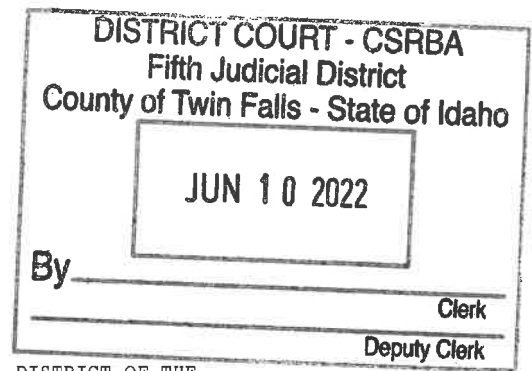 DISTRICT COURT - CSRBA
Fifth Judicial District
County of Twin Falls - State of Idaho
JUN 10 2022
By
Clerk
Deputy Clerk
DISTRICT OF THE